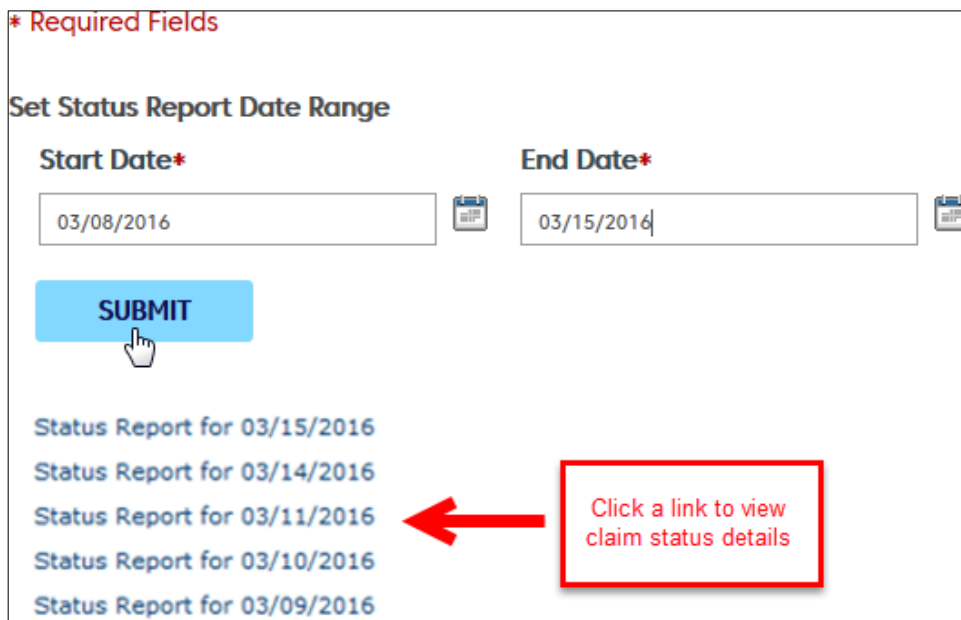 * Required Fields
Set Status Report Date Range
Start Date*
End Date*
03/08/2016
03/15/2016
SUBMIT
Status Report for 03/15/2016
Status Report for 03/14/2016
Status Report for 03/11/2016
Status Report for 03/10/2016
Status Report for 03/09/2016
Click a link to view
claim status details